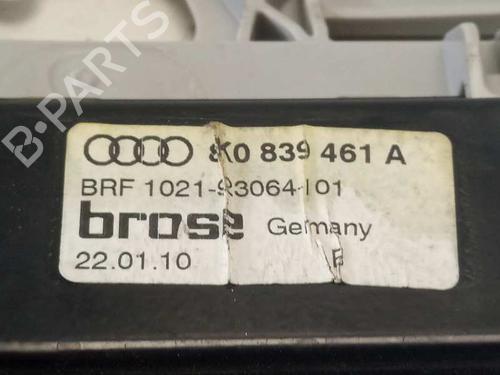 B-PARTS
8K0 839 461 A
BRF 1021-93064-101
brose Germany
22.01.10 F